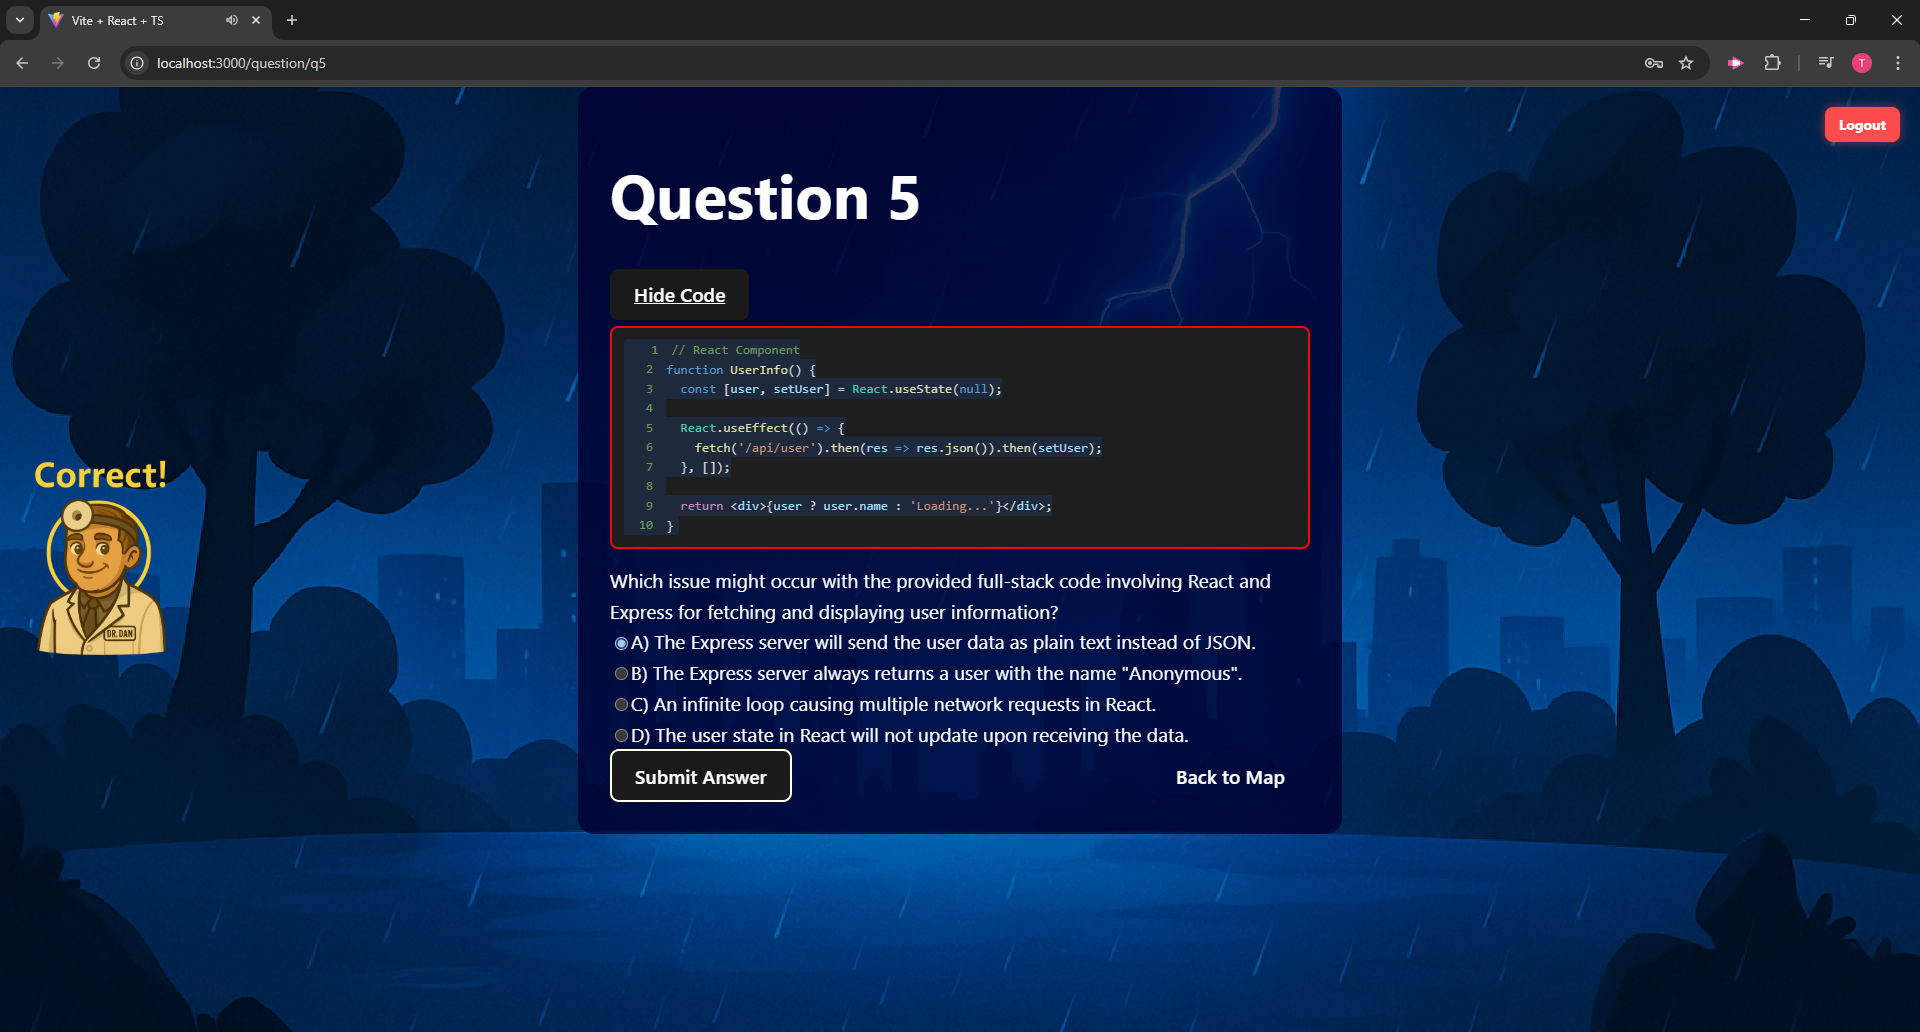 Vite + React + TS
localhost:3000/question/q5
T
Logout
Question 5
Hide Code
1 // React Component
2 function UserInfo() {
3   const [user, setUser] = React.useState(null);
4
5   React.useEffect(() => {
6     fetch('/api/user').then(res => res.json()).then(setUser);
7   }, []);
8
9   return <div>{user ? user.name : 'Loading...'}</div>;
10 }
Correct!
DR.DAN
Which issue might occur with the provided full-stack code involving React and
Express for fetching and displaying user information?
A) The Express server will send the user data as plain text instead of JSON.
B) The Express server always returns a user with the name "Anonymous".
C) An infinite loop causing multiple network requests in React.
D) The user state in React will not update upon receiving the data.
Submit Answer
Back to Map